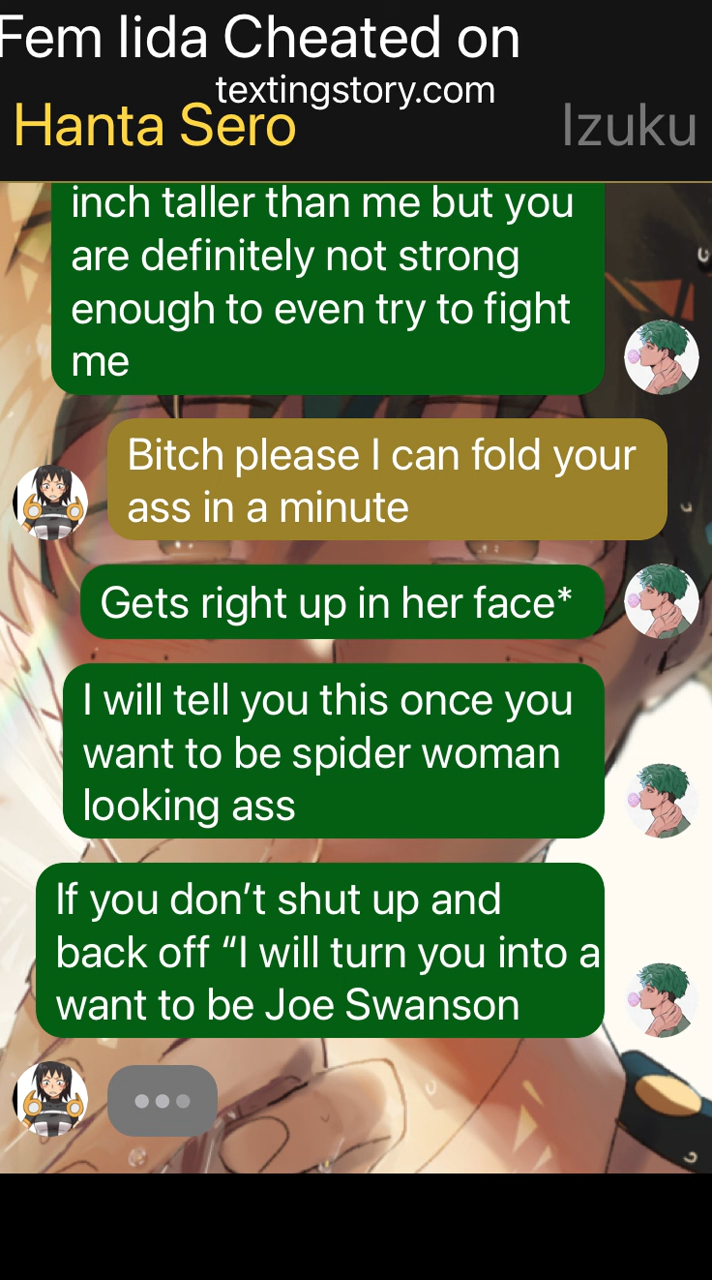 Fem Iida Cheated on
textingstory.com
Hanta Sero
Izuku
inch taller than me but you
are definitely not strong
enough to even try to fight
me
Bitch please I can fold your
ass in a minute
Gets right up in her face*
I will tell you this once you
want to be spider woman
looking ass
If you don’t shut up and
back off “I will turn you into a
want to be Joe Swanson